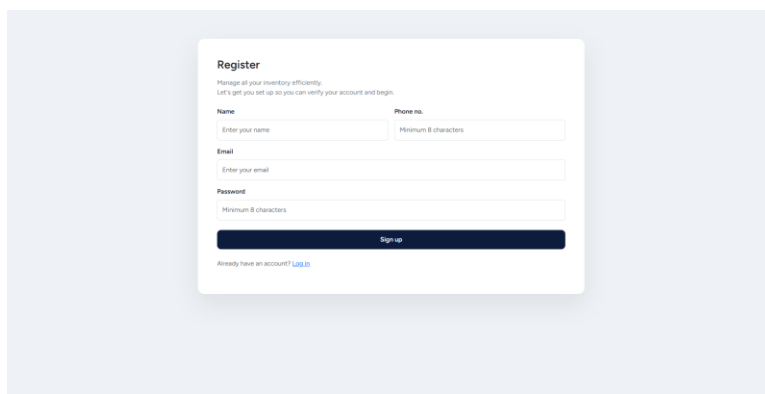 Register
Manage all your inventory efficiently.
Let's get you set up so you can verify your account and begin.
Name
Phone no.
Enter your name
Minimum 8 characters
Email
Enter your email
Password
Minimum 8 characters
Sign up
Already have an account? Log in